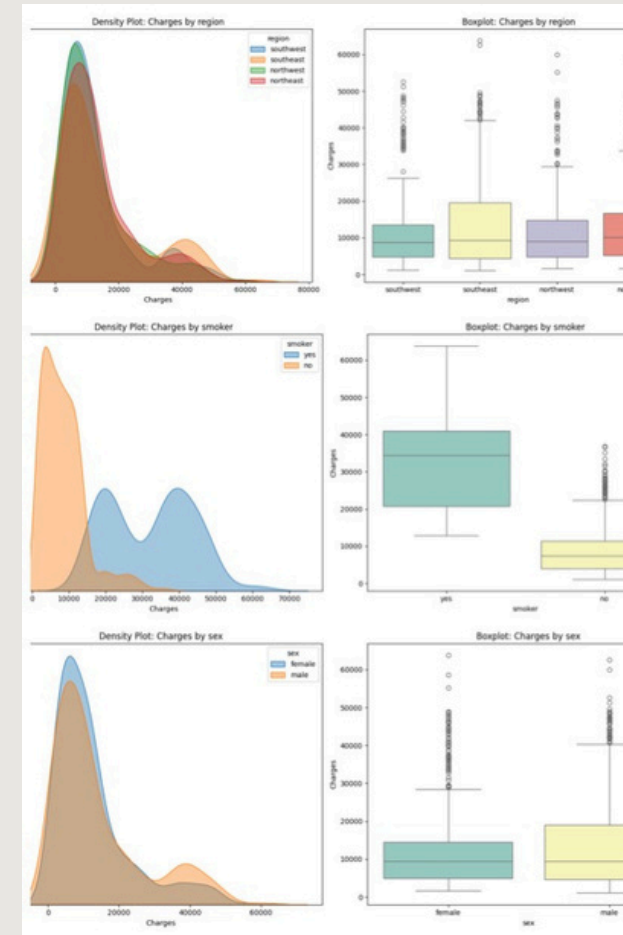 Density Plot: Charges by region
region
southwest
southeast
northwest
northeast
0 20000 40000 60000 80000
Charges
Boxplot: Charges by region
60000
50000
40000
30000
20000
10000
0
Charges
southwest southeast northwest
region
Density Plot: Charges by smoker
smoker
yes
no
0 10000 20000 30000 40000 50000 60000 70000
Charges
Boxplot: Charges by smoker
60000
50000
40000
30000
20000
10000
0
Charges
yes no
smoker
Density Plot: Charges by sex
sex
female
male
0 20000 40000 60000
Charges
Boxplot: Charges by sex
60000
50000
40000
30000
20000
10000
0
Charges
female male
sex